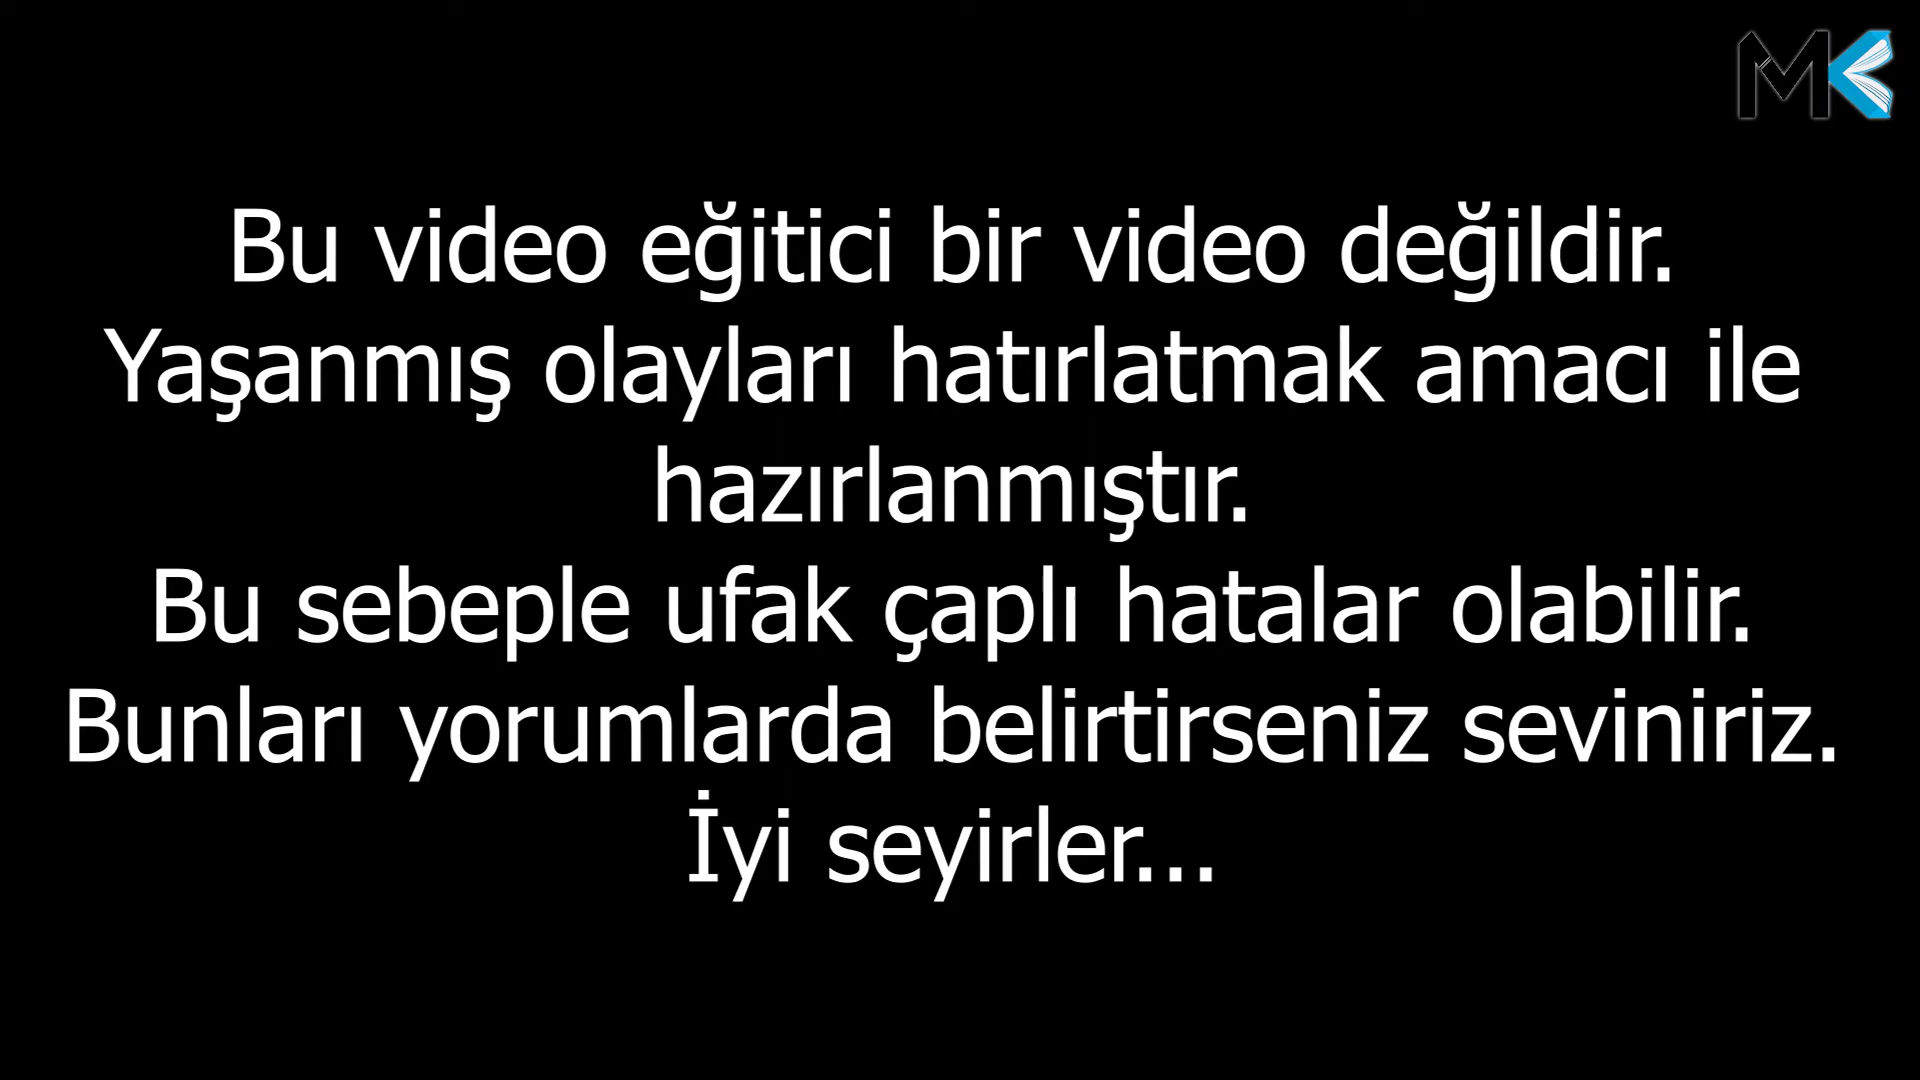 MK
Bu video eğitici bir video değildir.
Yaşanmış olayları hatırlatmak amacı ile
hazırlanmıştır.
Bu sebeple ufak çaplı hatalar olabilir.
Bunları yorumlarda belirtirseniz seviniriz.
İyi seyirler...